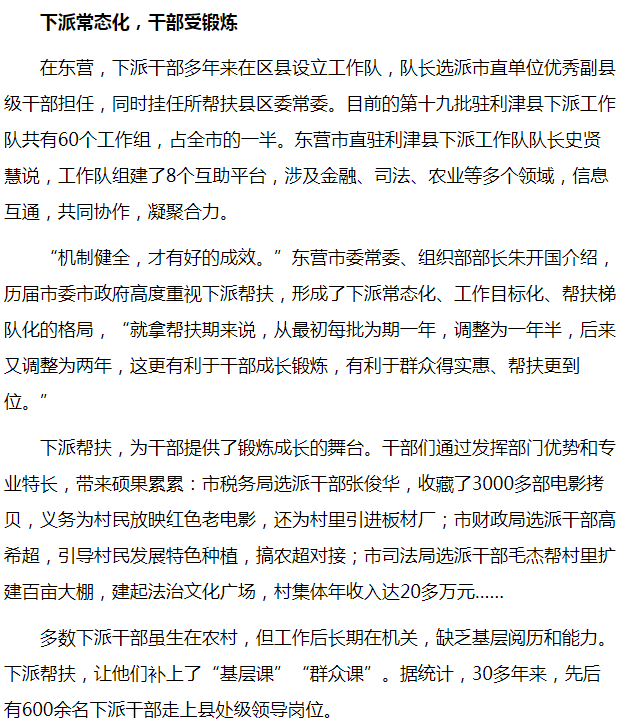 下派常态化，干部受锻炼
在东营，下派干部多年来在区县设立工作队，队长选派市直单位优秀副县
级干部担任，同时挂任所帮扶县区委常委。目前的第十九批驻利津县下派工作
队共有60个工作组，占全市的一半。东营市直驻利津县下派工作队队长史贤
慧说，工作队组建了8个互助平台，涉及金融、司法、农业等多个领域，信息
互通，共同协作，凝聚合力。
“机制健全，才有好的成效。”东营市委常委、组织部部长朱开国介绍，
历届市委市政府高度重视下派帮扶，形成了下派常态化、工作目标化、帮扶梯
队化的格局，“就拿帮扶期来说，从最初每批为期一年，调整为一年半，后来
又调整为两年，这更有利于干部成长锻炼，有利于群众得实惠、帮扶更到
位。”
下派帮扶，为干部提供了锻炼成长的舞台。干部们通过发挥部门优势和专
业特长，带来硕果累累：市税务局选派干部张俊华，收藏了3000多部电影拷
贝，义务为村民放映红色老电影，还为村里引进板材厂；市财政局选派干部高
希超，引导村民发展特色种植，搞农超对接；市司法局选派干部毛杰帮村里扩
建百亩大棚，建起法治文化广场，村集体年收入达20多万元……
多数下派干部虽生在农村，但工作后长期在机关，缺乏基层阅历和能力。
下派帮扶，让他们补上了“基层课”“群众课”。据统计，30多年来，先后
有600余名下派干部走上县处级领导岗位。